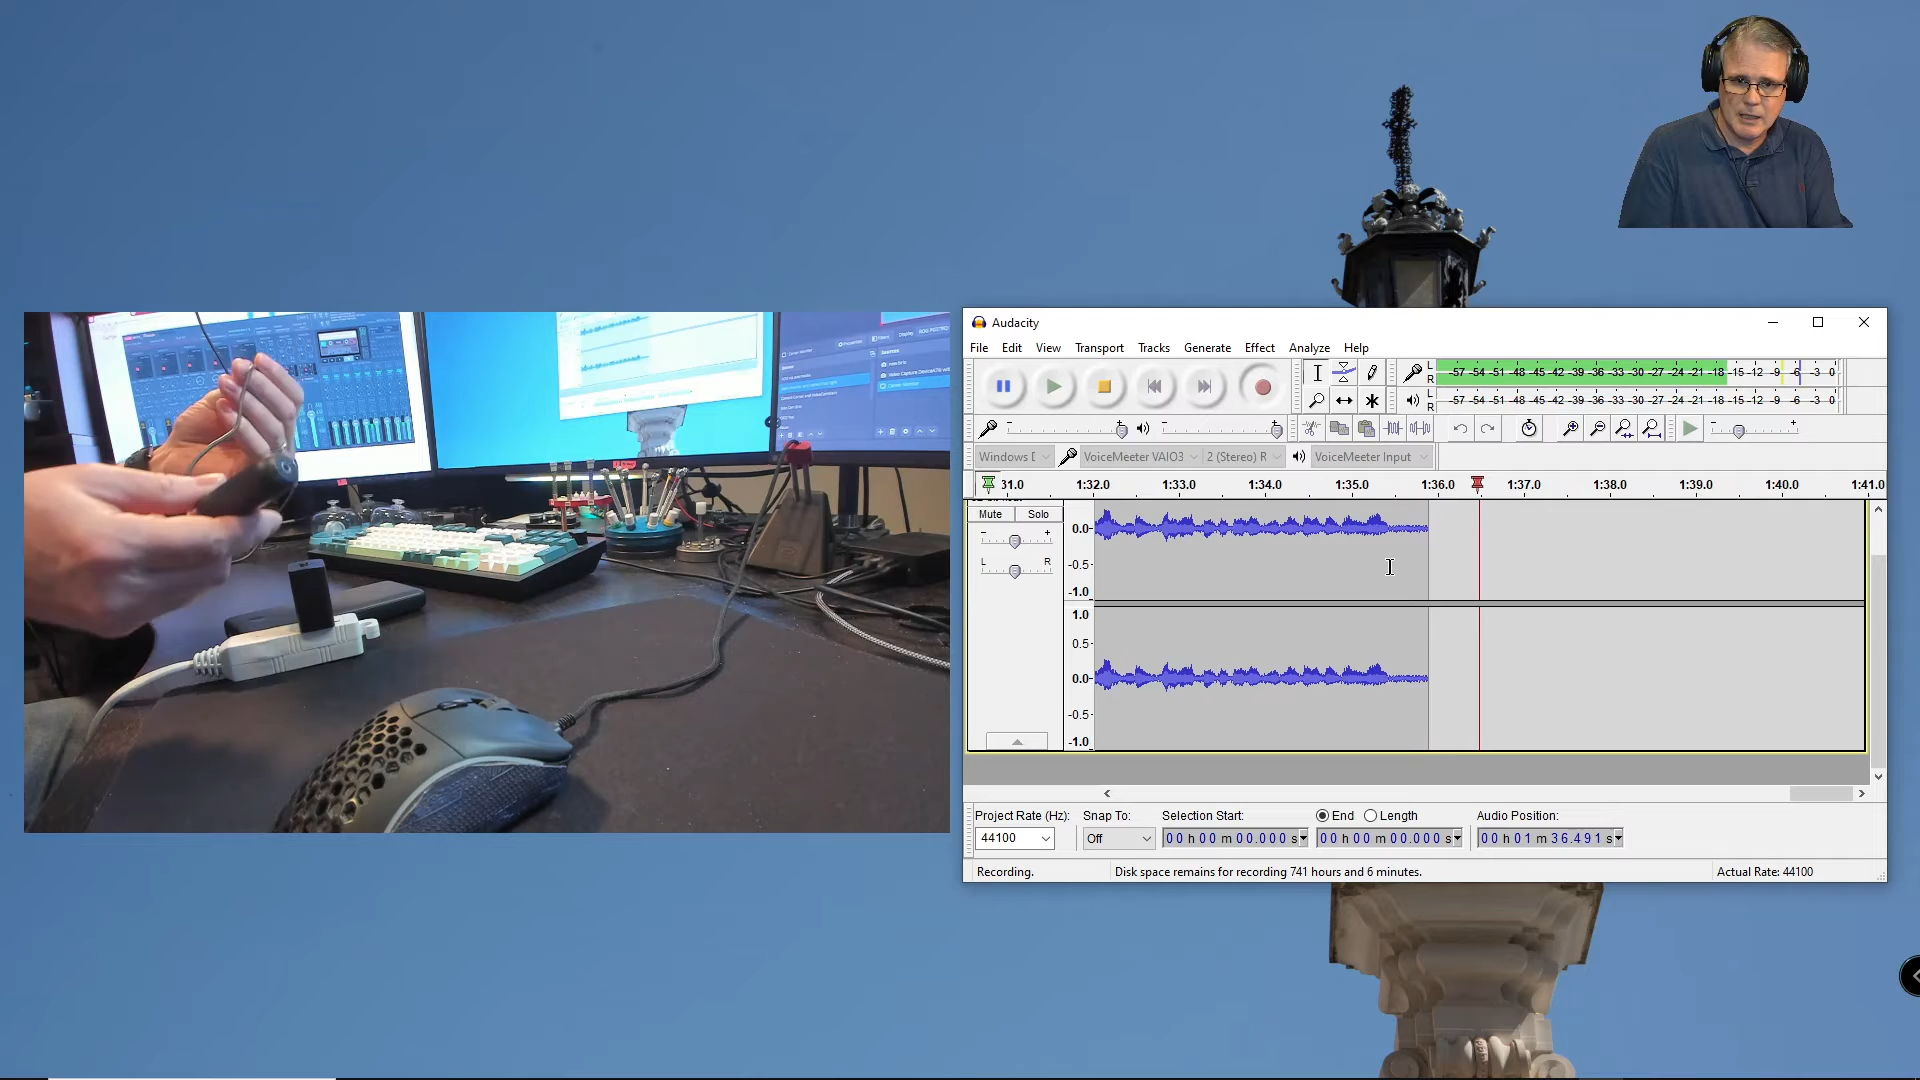 Audacity
File Edit View Transport Tracks Generate Effect Analyze Help
L
R
-57 -54 -51 -48 -45 -42 -39 -36 -33 -30 -27 -24 -21 -18 -15 -12 -9 -6 -3 0
L
R
-57 -54 -51 -48 -45 -42 -39 -36 -33 -30 -27 -24 -21 -18 -15 -12 -9 -6 -3 0
VoiceMeeter VAIO3 2 (Stereo) R VoiceMeeter Input
31.0 1:32.0 1:33.0 1:34.0 1:35.0 1:36.0 1:37.0 1:38.0 1:39.0 1:40.0 1:41.0
Mute Solo
- +
L R
0.0
-0.5
-1.0
1.0
0.5
0.0
-0.5
-1.0
Project Rate (Hz): Snap To: Selection Start: End Length Audio Position:
44100 Off 00 h 00 m 00.000 s 00 h 00 m 00.000 s 00 h 01 m 36.491 s
Recording. Disk space remains for recording 741 hours and 6 minutes. Actual Rate: 44100